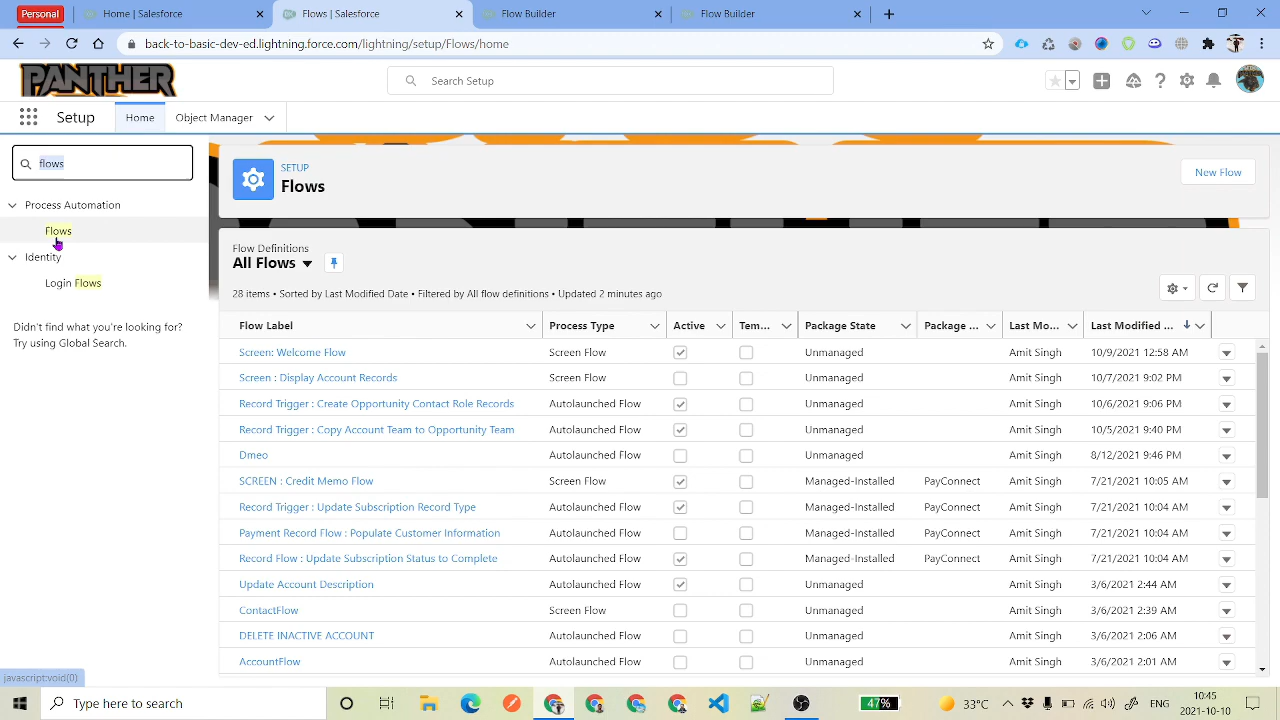 Personal
Home | Salesforce
Flows | Salesforce
Flow Builder
Flow Builder
basic-dev-ed.lightning.force.com/lightning/setup/Flows/home
PANTHER
Search Setup
Setup
Home
Object Manager
flows
Process Automation
Flows
Identity
Login Flows
Didn't find what you're looking for?
Try using Global Search.
SETUP
Flows
New Flow
Flow Definitions
All Flows
28 items • Sorted by Last Modified Date • Filtered by All flow definitions • Updated 2 minutes ago
Flow Label Process Type Active Tem... Package State Package ... Last Mo... Last Modified ...
Screen: Welcome Flow Screen Flow Unmanaged Amit Singh 10/9/2021 12:58 AM
Screen : Display Account Records Screen Flow Unmanaged Amit Singh 10/7/2021 9:02 PM
Record Trigger : Create Opportunity Contact Role Records Autolaunched Flow Unmanaged Amit Singh 10/6/2021 9:06 PM
Record Trigger : Copy Account Team to Opportunity Team Autolaunched Flow Unmanaged Amit Singh 10/5/2021 9:40 PM
Dmeo Autolaunched Flow Unmanaged Amit Singh 8/12/2021 9:46 PM
SCREEN : Credit Memo Flow Screen Flow Managed-Installed PayConnect Amit Singh 7/21/2021 10:05 AM
Record Trigger : Update Subscription Record Type Autolaunched Flow Managed-Installed PayConnect Amit Singh 7/21/2021 10:04 AM
Payment Record Flow : Populate Customer Information Autolaunched Flow Managed-Installed PayConnect Amit Singh 7/21/2021 10:04 AM
Record Flow : Update Subscription Status to Complete Autolaunched Flow Managed-Installed PayConnect Amit Singh 7/21/2021 10:04 AM
Update Account Description Autolaunched Flow Unmanaged Amit Singh 3/6/2021 2:44 AM
ContactFlow Screen Flow Unmanaged Amit Singh 3/6/2021 2:39 AM
DELETE INACTIVE ACCOUNT Autolaunched Flow Unmanaged Amit Singh 3/6/2021 2:06 AM
AccountFlow Autolaunched Flow Unmanaged Amit Singh 3/6/2021 2:01 AM
javascript:void(0)
Type here to search
47%
33°C
ENG
10:45
2021-10-10